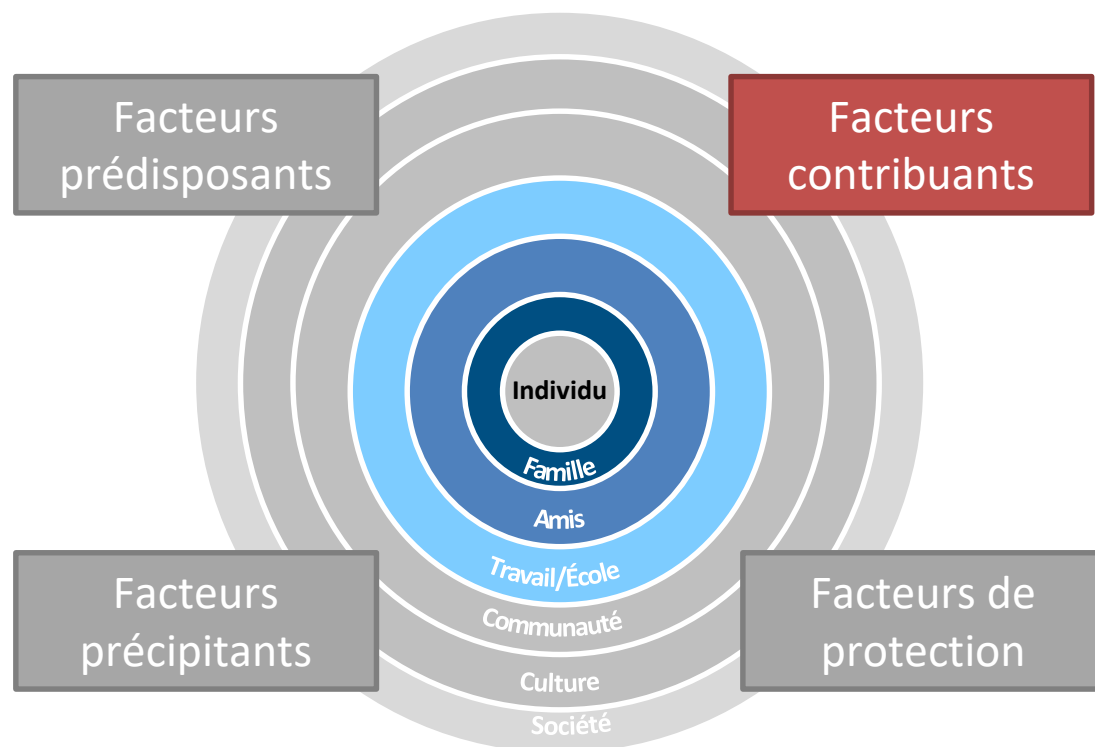 Facteurs
prédisposants
Facteurs
contribuants
Individu
Famille
Amis
Travail/École
Communauté
Culture
Société
Facteurs
précipitants
Facteurs de
protection